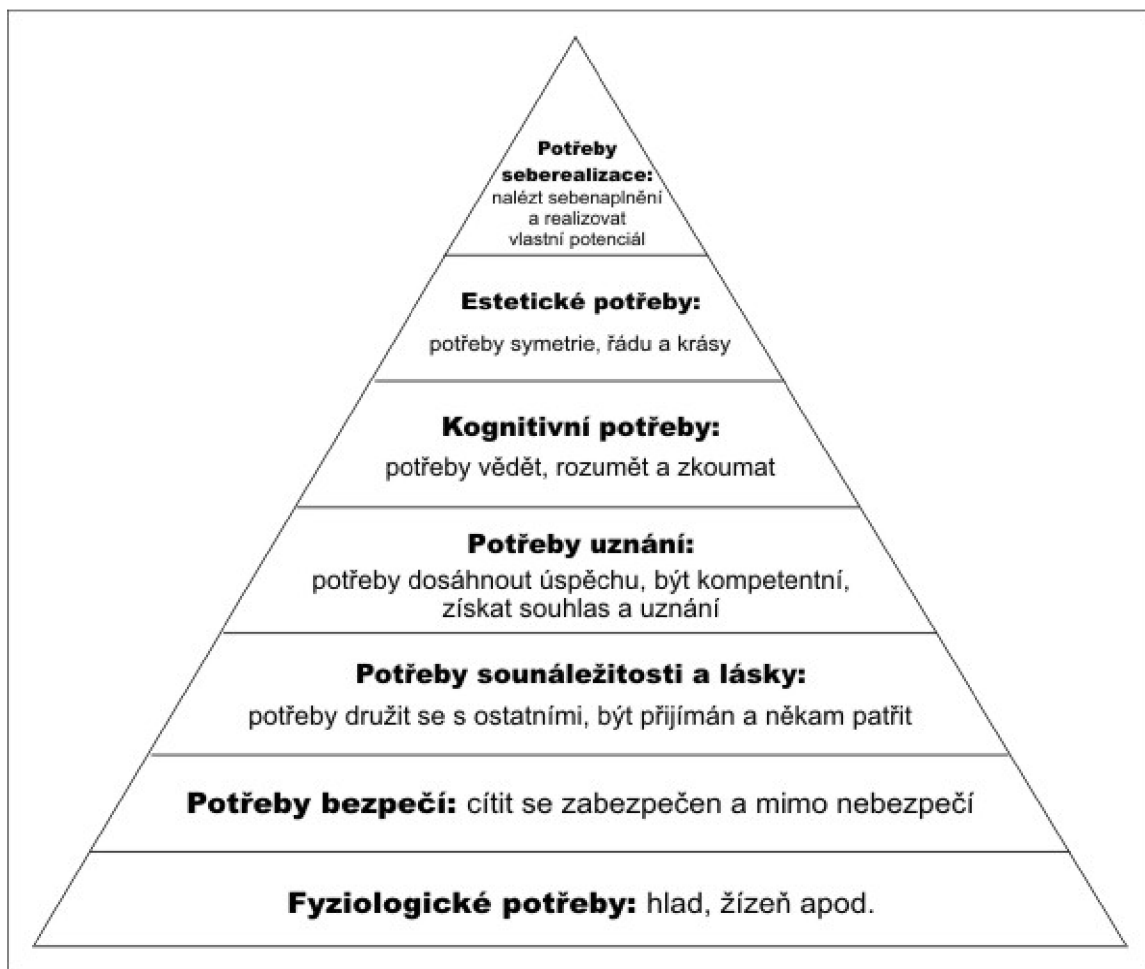 Potřeby
seberealizace:
nalézt sebenaplnění
a realizovat
vlastní potenciál
Estetické potřeby:
potřeby symetrie, řádu a krásy
Kognitivní potřeby:
potřeby vědět, rozumět a zkoumat
Potřeby uznání:
potřeby dosáhnout úspěchu, být kompetentní,
získat souhlas a uznání
Potřeby sounáležitosti a lásky:
potřeby družit se s ostatními, být přijímán a někam patřit
Potřeby bezpečí: cítit se zabezpečen a mimo nebezpečí
Fyziologické potřeby: hlad, žízeň apod.